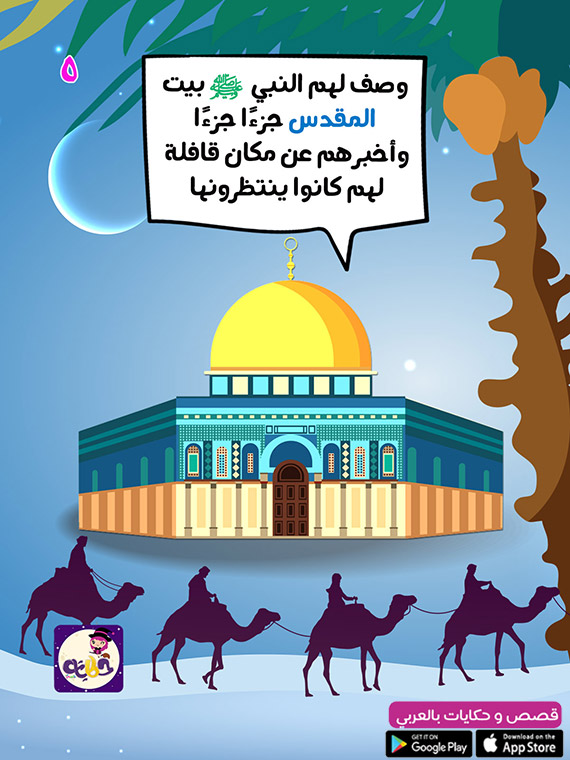 ٥
وصف لهم النبي ﷺ بيت
المقدس جزءًا جزءًا
وأخبرهم عن مكان قافلة
لهم كانوا ينتظرونها
قصص و حكايات بالعربي
GET IT ON
Google Play
Download on the
App Store